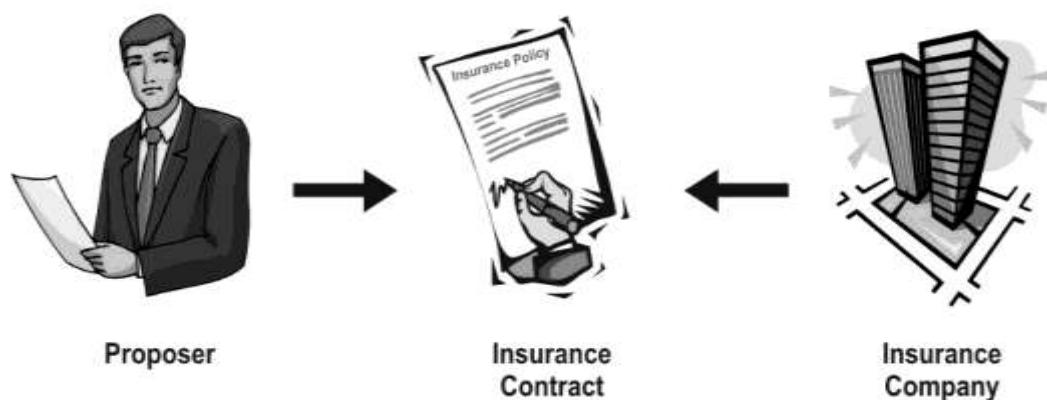 Insurance Policy
Proposer
Insurance
Contract
Insurance
Company